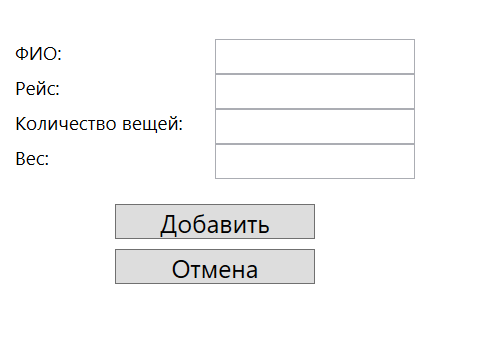 ФИО:
Рейс:
Количество вещей:
Вес:
Добавить
Отмена